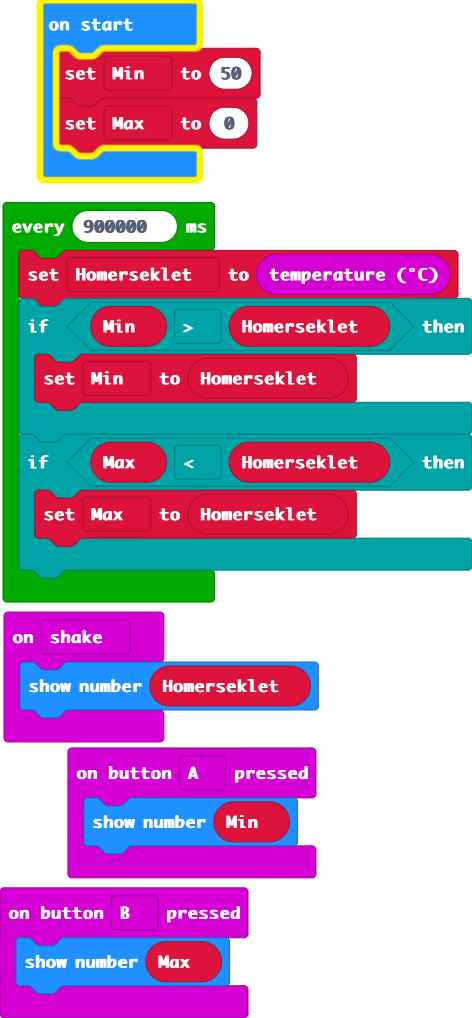 on start
set Min to 50
set Max to 0
every 900000 ms
set Homerseklet to temperature (°C)
if Min > Homerseklet then
set Min to Homerseklet
if Max < Homerseklet then
set Max to Homerseklet
on shake
show number Homerseklet
on button A pressed
show number Min
on button B pressed
show number Max